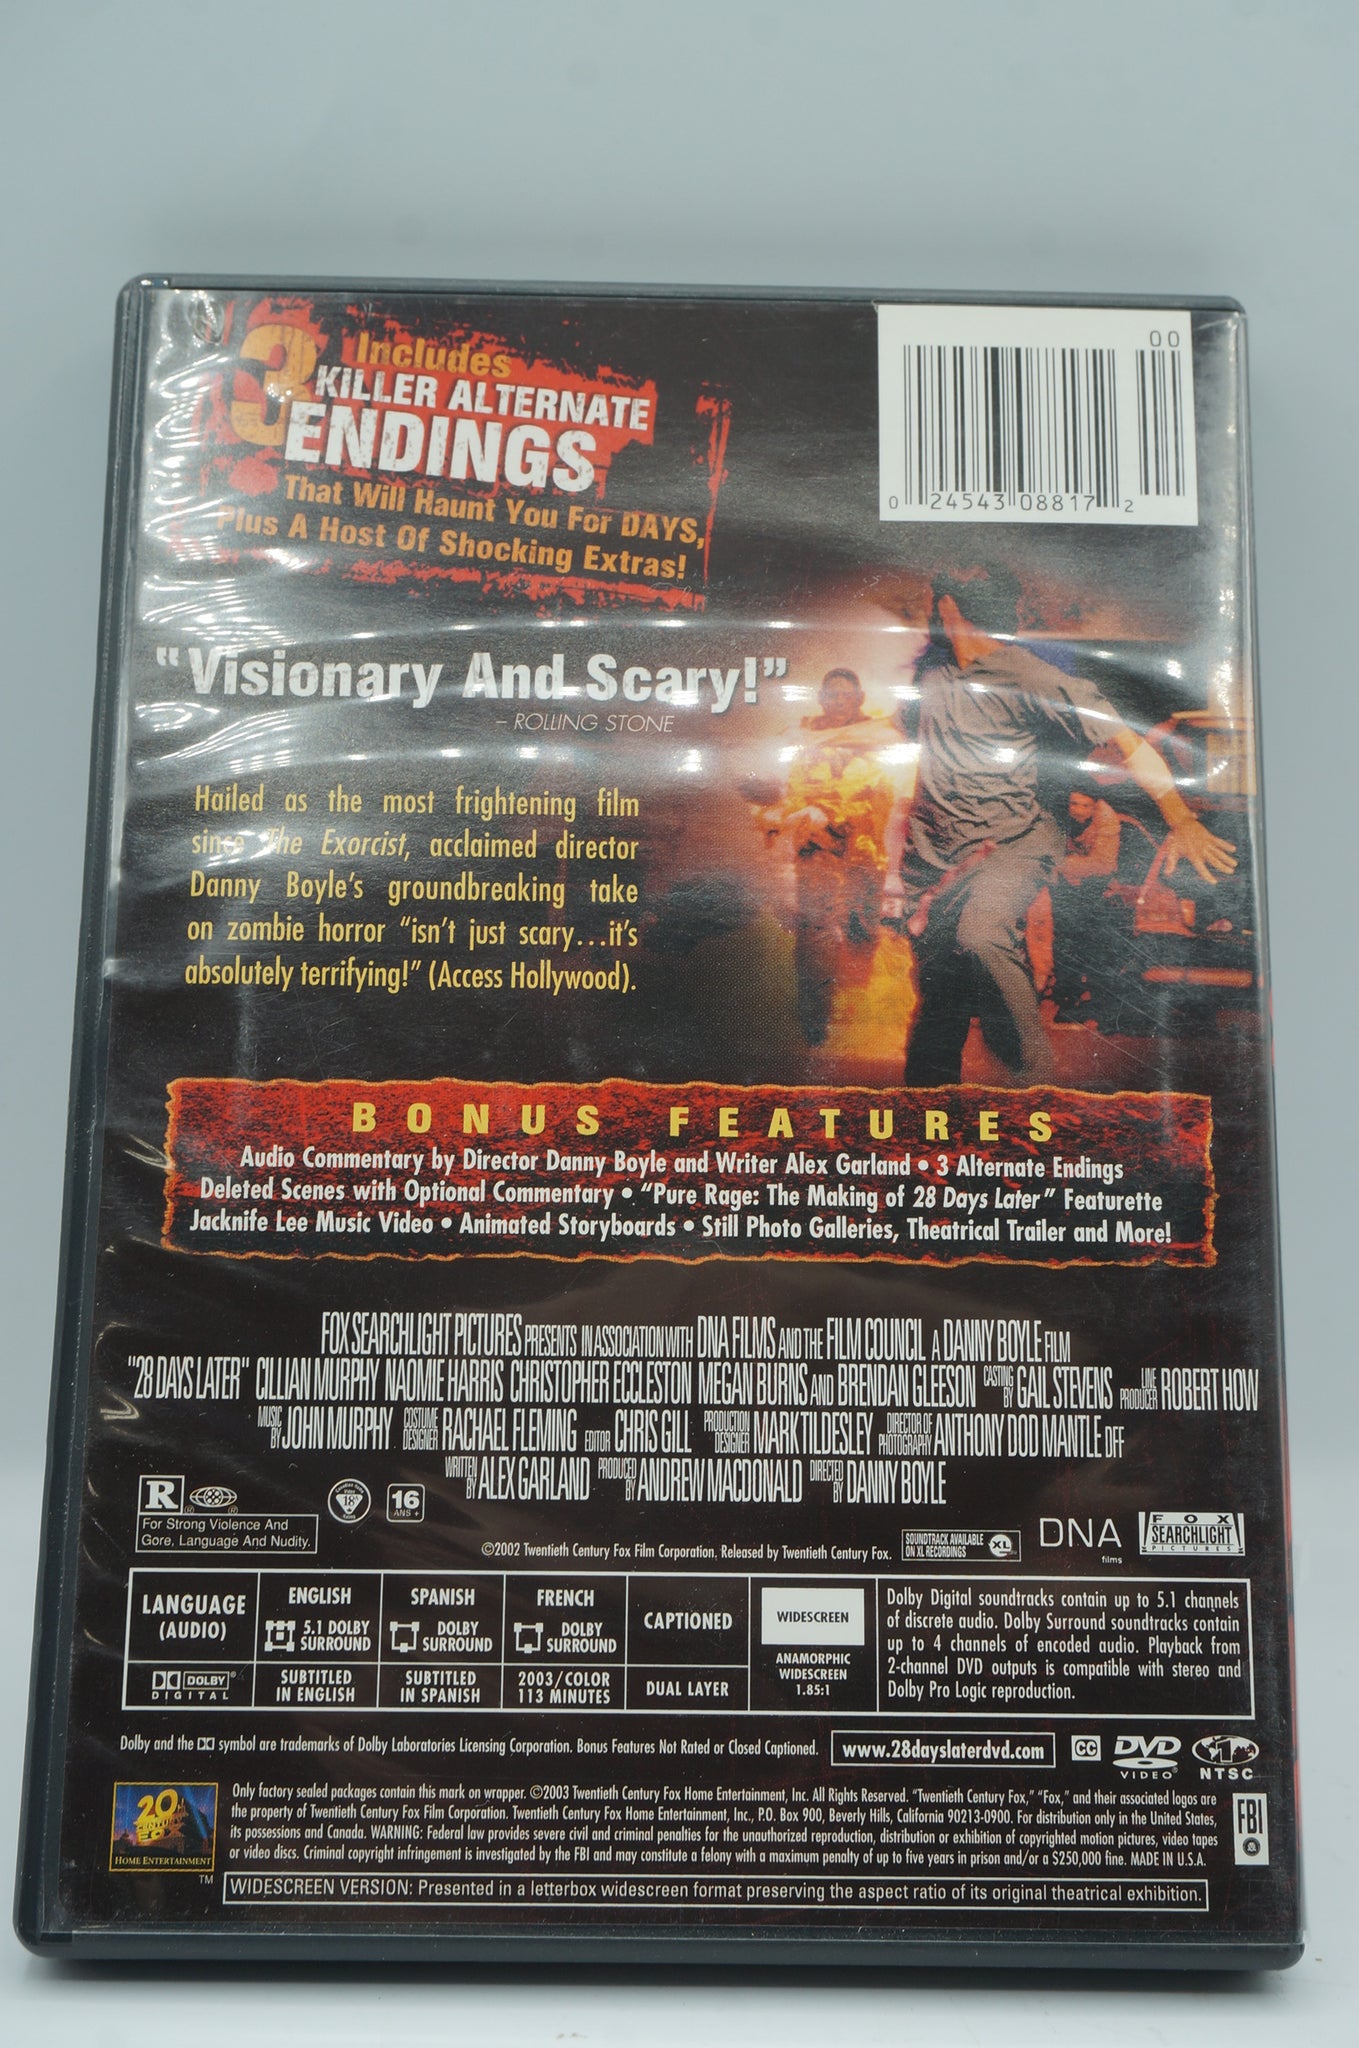 3 Includes
KILLER ALTERNATE
ENDINGS
That Will Haunt You For DAYS,
Plus A Host Of Shocking Extras!
00
0 24543 08817 2
"Visionary And Scary!"
– ROLLING STONE
Hailed as the most frightening film
since The Exorcist, acclaimed director
Danny Boyle's groundbreaking take
on zombie horror "isn't just scary...it's
absolutely terrifying!" (Access Hollywood).
BONUS FEATURES
Audio Commentary by Director Danny Boyle and Writer Alex Garland • 3 Alternate Endings
Deleted Scenes with Optional Commentary • "Pure Rage: The Making of 28 Days Later" Featurette
Jacknife Lee Music Video • Animated Storyboards • Still Photo Galleries, Theatrical Trailer and More!
FOX SEARCHLIGHT PICTURES PRESENTS IN ASSOCIATION WITH DNA FILMS AND THE FILM COUNCIL A DANNY BOYLE FILM
"28 DAYS LATER" CILLIAN MURPHY NAOMIE HARRIS CHRISTOPHER ECCLESTON MEGAN BURNS AND BRENDAN GLEESON CASTING BY GAIL STEVENS LINE PRODUCER ROBERT HOW
MUSIC BY JOHN MURPHY COSTUME DESIGNER RACHAEL FLEMING EDITOR CHRIS GILL PRODUCTION DESIGNER MARK TILDESLEY DIRECTOR OF PHOTOGRAPHY ANTHONY DOD MANTLE DFF
WRITTEN BY ALEX GARLAND PRODUCED BY ANDREW MACDONALD DIRECTED BY DANNY BOYLE
R
For Strong Violence And
Gore, Language And Nudity.
18
16
ANS +
©2002 Twentieth Century Fox Film Corporation. Released by Twentieth Century Fox.
SOUNDTRACK AVAILABLE
ON XL RECORDINGS
XL
DNA
films
FOX
SEARCHLIGHT
PICTURES
LANGUAGE
(AUDIO)
DOLBY
DIGITAL
ENGLISH
5.1 DOLBY
SURROUND
SUBTITLED
IN ENGLISH
SPANISH
DOLBY
SURROUND
SUBTITLED
IN SPANISH
FRENCH
DOLBY
SURROUND
2003/COLOR
113 MINUTES
CAPTIONED
DUAL LAYER
WIDESCREEN
ANAMORPHIC
WIDESCREEN
1.85:1
Dolby Digital soundtracks contain up to 5.1 channels
of discrete audio. Dolby Surround soundtracks contain
up to 4 channels of encoded audio. Playback from
2-channel DVD outputs is compatible with stereo and
Dolby Pro Logic reproduction.
Dolby and the symbol are trademarks of Dolby Laboratories Licensing Corporation. Bonus Features Not Rated or Closed Captioned.
www.28dayslaterdvd.com
CC
DVD
VIDEO
1
NTSC
20
CENTURY
FOX
HOME ENTERTAINMENT
TM
Only factory sealed packages contain this mark on wrapper. ©2003 Twentieth Century Fox Home Entertainment, Inc. All Rights Reserved. "Twentieth Century Fox," "Fox," and their associated logos are
the property of Twentieth Century Fox Film Corporation. Twentieth Century Fox Home Entertainment, Inc., P.O. Box 900, Beverly Hills, California 90213-0900. For distribution only in the United States,
its possessions and Canada. WARNING: Federal law provides severe civil and criminal penalties for the unauthorized reproduction, distribution or exhibition of copyrighted motion pictures, video tapes
or video discs. Criminal copyright infringement is investigated by the FBI and may constitute a felony with a maximum penalty of up to five years in prison and/or a $250,000 fine. MADE IN U.S.A.
FBI
WIDESCREEN VERSION: Presented in a letterbox widescreen format preserving the aspect ratio of its original theatrical exhibition.